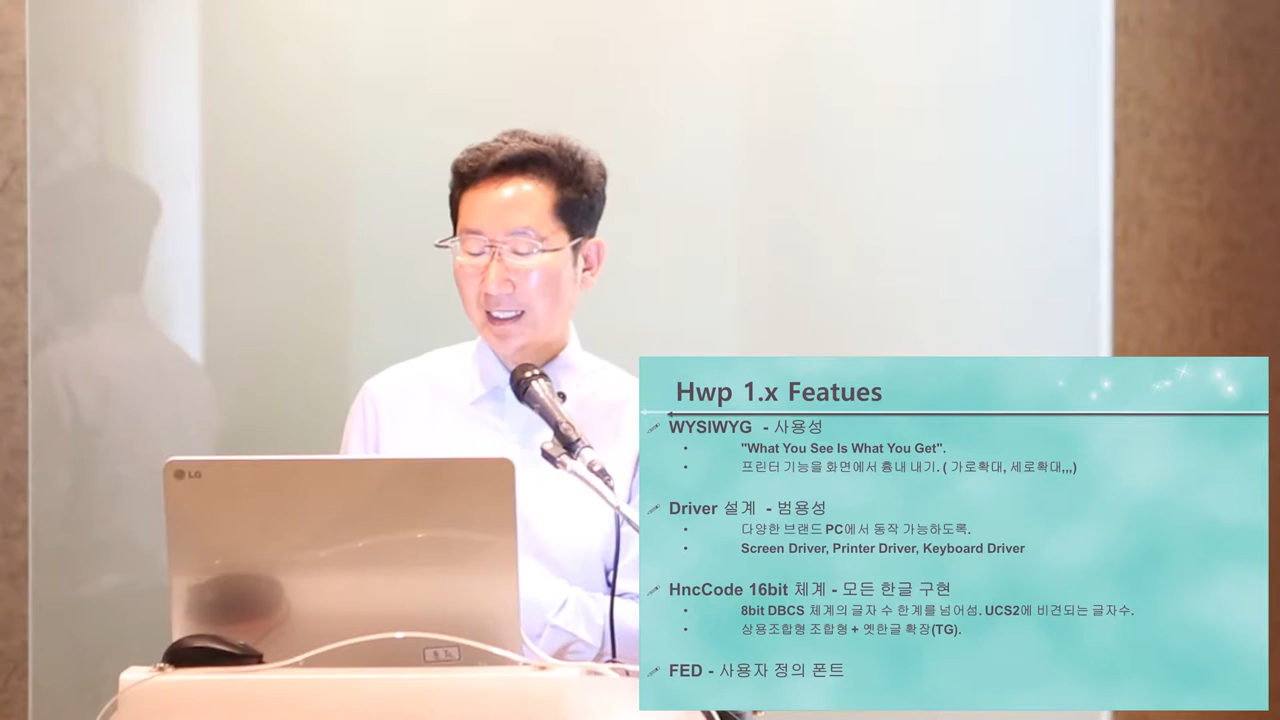 LG
Hwp 1.x Featues
WYSIWYG - 사용성
• "What You See Is What You Get".
• 프린터 기능을 화면에서 흉내 내기. ( 가로확대, 세로확대,,,)
Driver 설계 - 범용성
• 다양한 브랜드 PC에서 동작 가능하도록.
• Screen Driver, Printer Driver, Keyboard Driver
HncCode 16bit 체계 - 모든 한글 구현
• 8bit DBCS 체계의 글자 수 한계를 넘어섬. UCS2에 비견되는 글자수.
• 상용조합형 조합형 + 옛한글 확장(TG).
FED - 사용자 정의 폰트